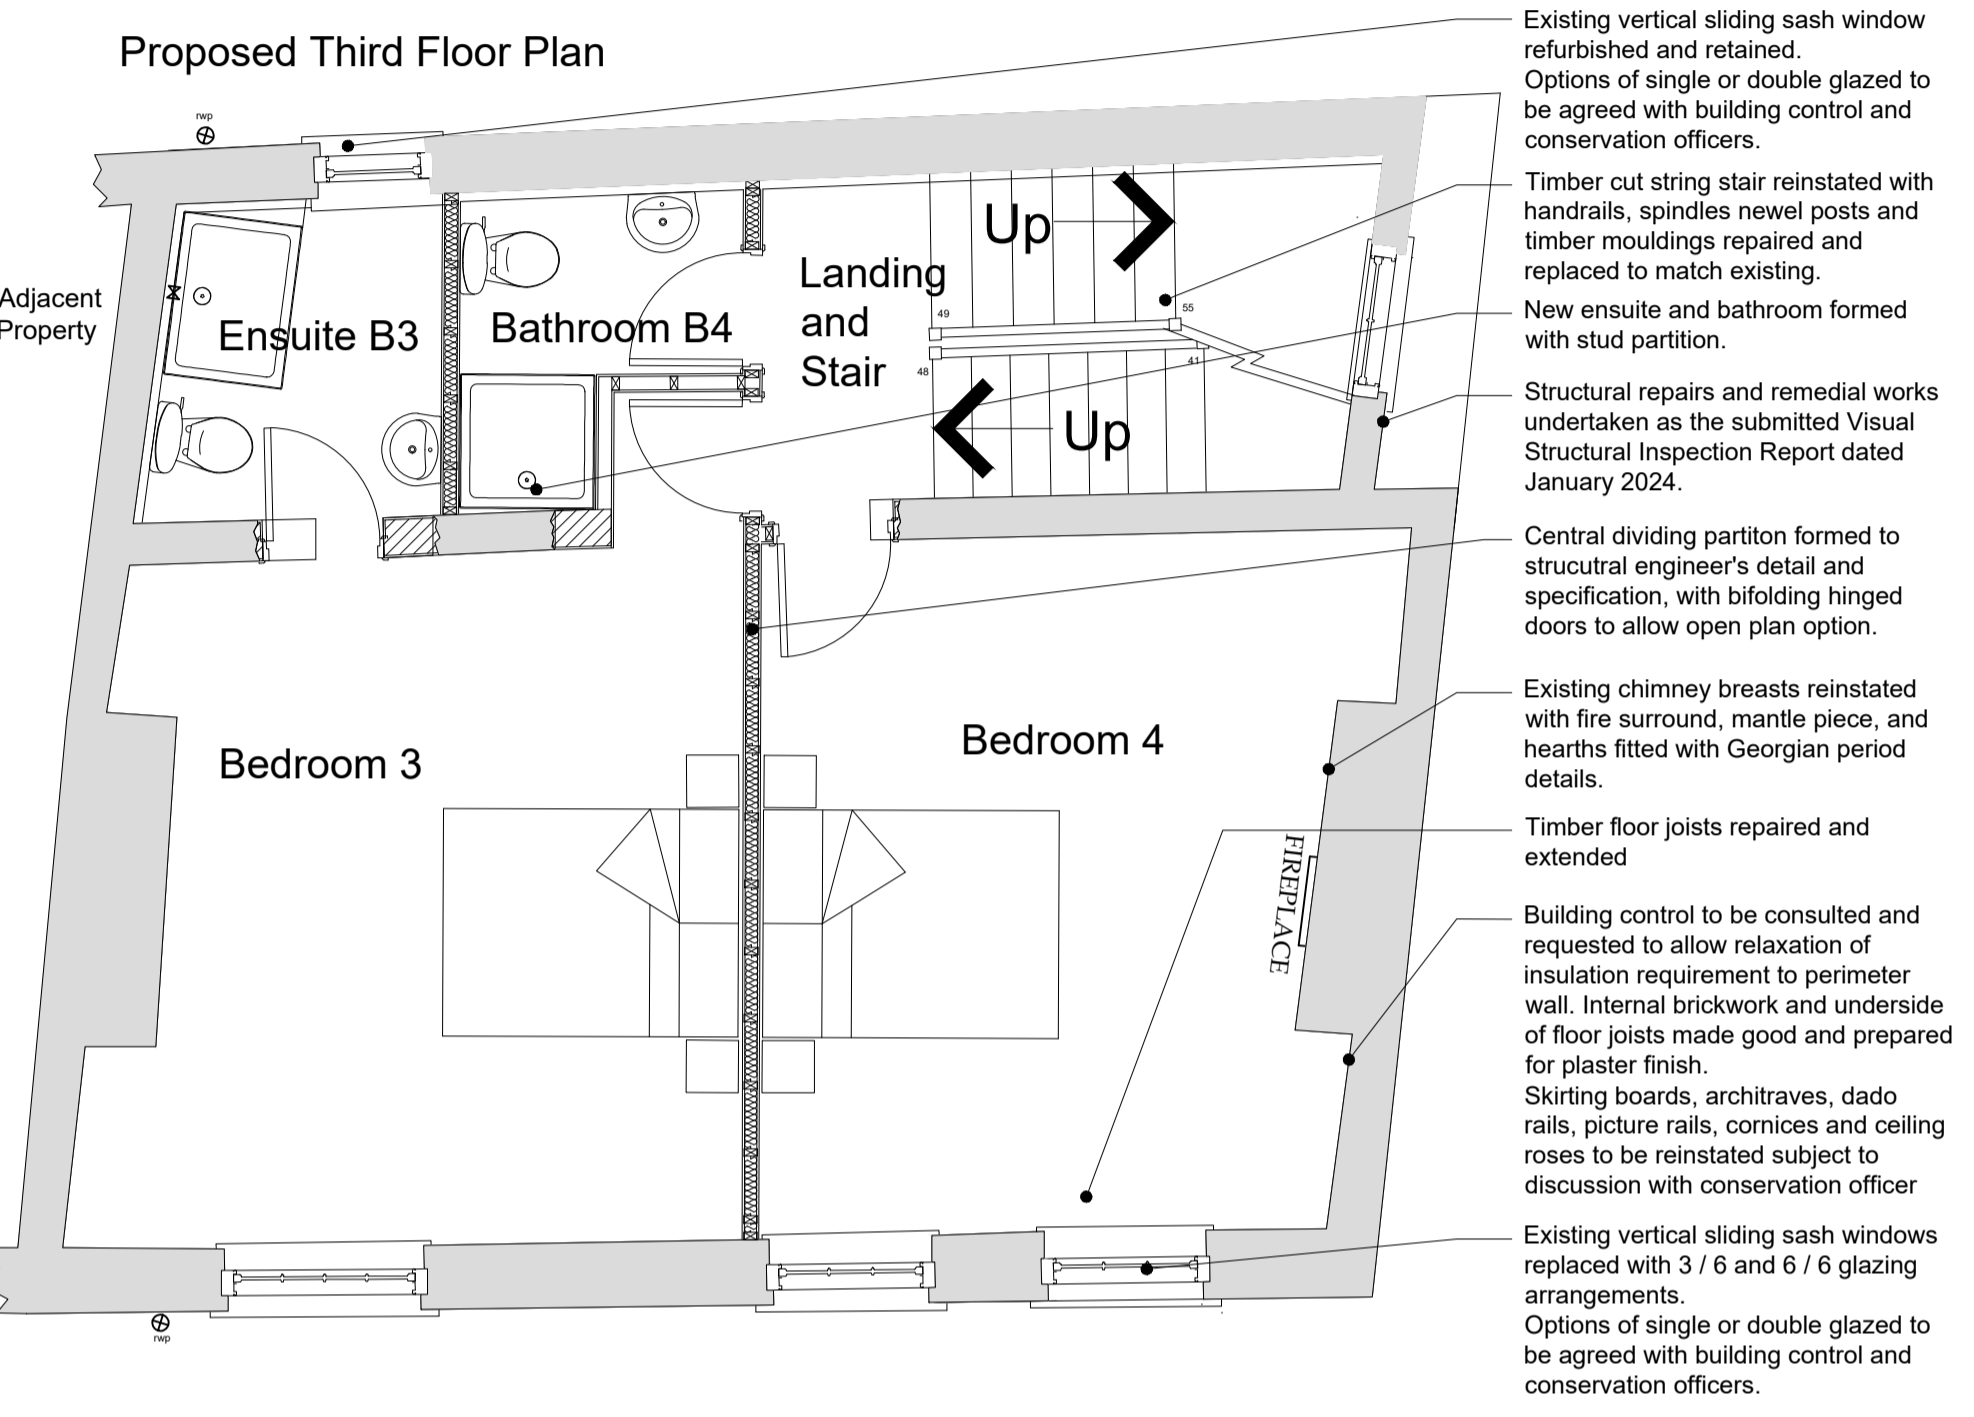 Proposed Third Floor Plan
rwp
Adjacent
Property
Ensuite B3
Bathroom B4
Landing
and
Stair
Up
49
55
48
41
Up
Bedroom 3
Bedroom 4
FIREPLACE
rwp
Existing vertical sliding sash window
refurbished and retained.
Options of single or double glazed to
be agreed with building control and
conservation officers.
Timber cut string stair reinstated with
handrails, spindles newel posts and
timber mouldings repaired and
replaced to match existing.
New ensuite and bathroom formed
with stud partition.
Structural repairs and remedial works
undertaken as the submitted Visual
Structural Inspection Report dated
January 2024.
Central dividing partiton formed to
strucutral engineer's detail and
specification, with bifolding hinged
doors to allow open plan option.
Existing chimney breasts reinstated
with fire surround, mantle piece, and
hearths fitted with Georgian period
details.
Timber floor joists repaired and
extended
Building control to be consulted and
requested to allow relaxation of
insulation requirement to perimeter
wall. Internal brickwork and underside
of floor joists made good and prepared
for plaster finish.
Skirting boards, architraves, dado
rails, picture rails, cornices and ceiling
roses to be reinstated subject to
discussion with conservation officer
Existing vertical sliding sash windows
replaced with 3 / 6 and 6 / 6 glazing
arrangements.
Options of single or double glazed to
be agreed with building control and
conservation officers.